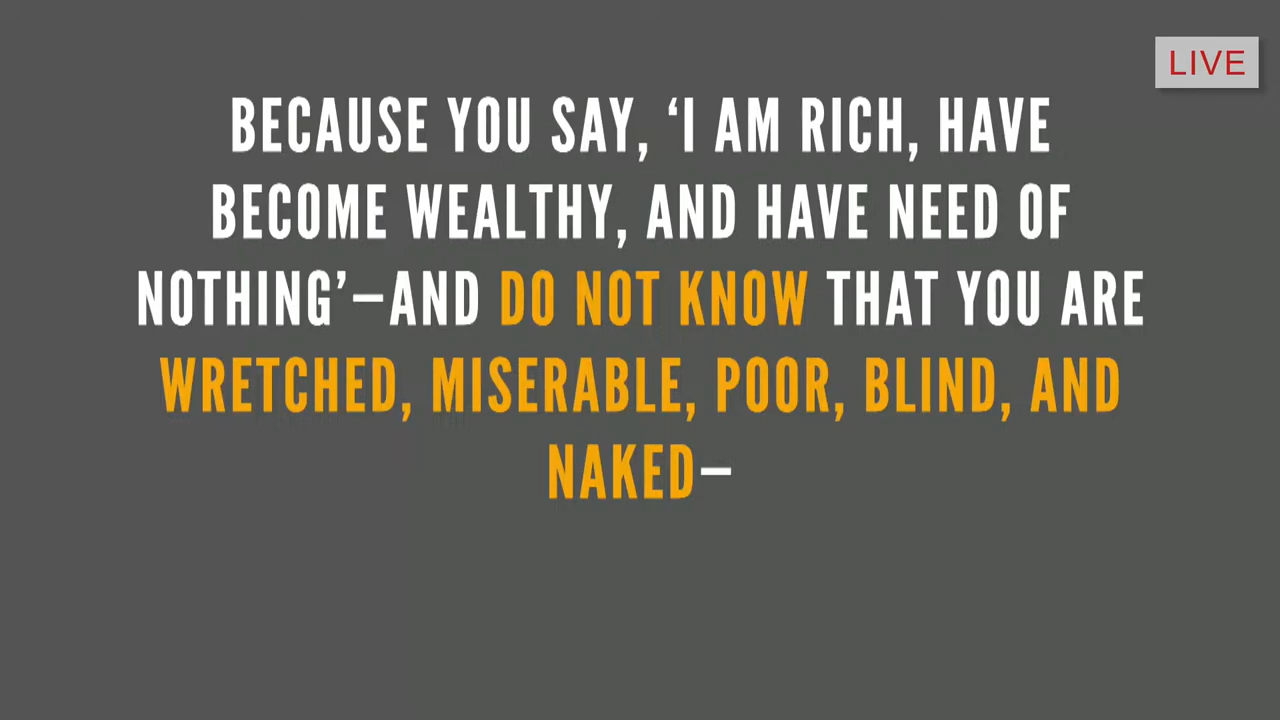 LIVE
BECAUSE YOU SAY, ‘I AM RICH, HAVE
BECOME WEALTHY, AND HAVE NEED OF
NOTHING’—AND DO NOT KNOW THAT YOU ARE
WRETCHED, MISERABLE, POOR, BLIND, AND
NAKED—